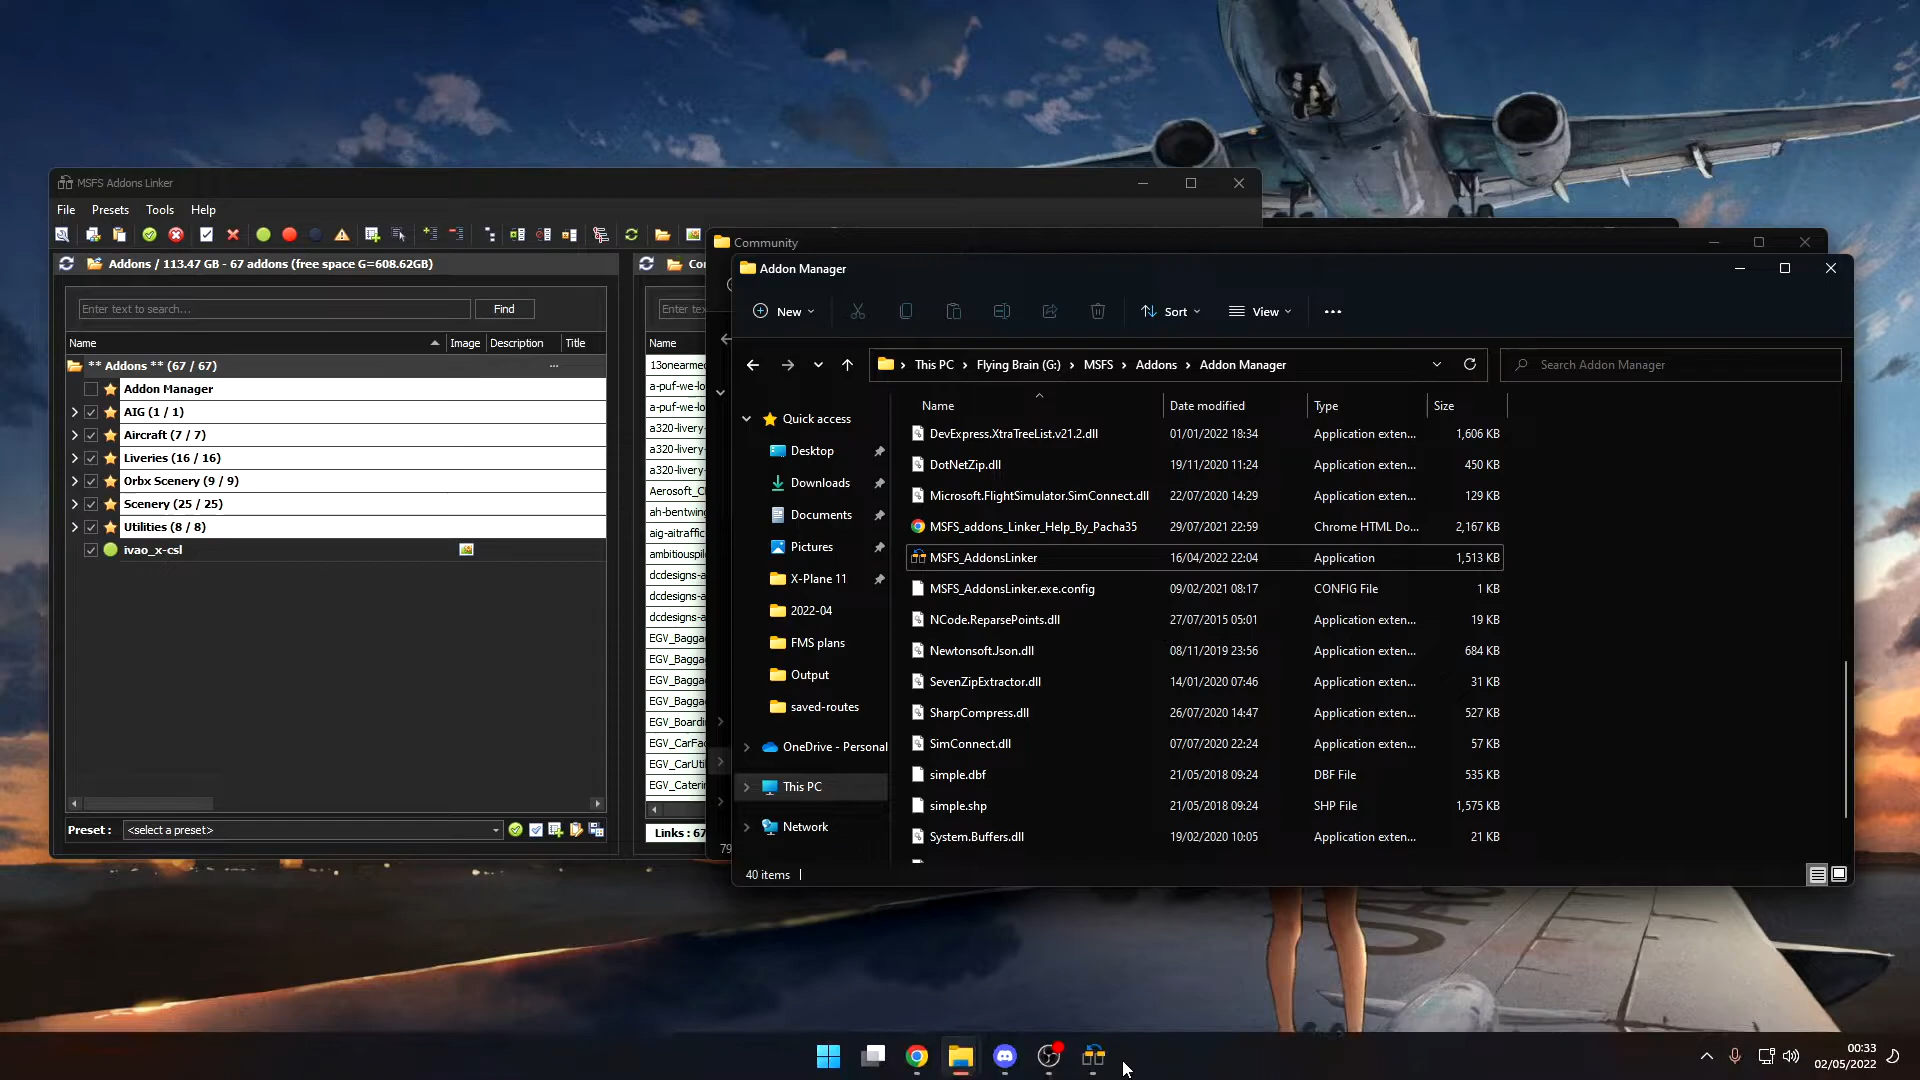 MSFS Addons Linker
File Presets Tools Help
Addons / 113.47 GB - 67 addons (free space G=608.62GB)
Enter text to search...
Find
Name Image Description Title
** Addons ** (67 / 67) ...
Addon Manager
AIG (1 / 1)
Aircraft (7 / 7)
Liveries (16 / 16)
Orbx Scenery (9 / 9)
Scenery (25 / 25)
Utilities (8 / 8)
ivao_x-csl
Preset : <select a preset>
Co
Enter te
Name
13onearmed
a-puf-we-lo
a-puf-we-lo
a320-livery-
a320-livery-
a320-livery-
Aerosoft_C
ah-bentwing
aig-aitraffic
ambitiouspil
dcdesigns-a
dcdesigns-a
dcdesigns-a
EGV_Bagga
EGV_Bagga
EGV_Bagga
EGV_Bagga
EGV_Boardi
EGV_CarFac
EGV_CarUtil
EGV_Cateri
Links : 67
Community
79
Addon Manager
New Sort View ...
This PC > Flying Brain (G:) > MSFS > Addons > Addon Manager
Search Addon Manager
Quick access
Desktop
Downloads
Documents
Pictures
X-Plane 11
2022-04
FMS plans
Output
saved-routes
OneDrive - Personal
This PC
Network
Name Date modified Type Size
DevExpress.XtraTreeList.v21.2.dll 01/01/2022 18:34 Application exten... 1,606 KB
DotNetZip.dll 19/11/2020 11:24 Application exten... 450 KB
Microsoft.FlightSimulator.SimConnect.dll 22/07/2020 14:29 Application exten... 129 KB
MSFS_addons_Linker_Help_By_Pacha35 29/07/2021 22:59 Chrome HTML Do... 2,167 KB
MSFS_AddonsLinker 16/04/2022 22:04 Application 1,513 KB
MSFS_AddonsLinker.exe.config 09/02/2021 08:17 CONFIG File 1 KB
NCode.ReparsePoints.dll 27/07/2015 05:01 Application exten... 19 KB
Newtonsoft.Json.dll 08/11/2019 23:56 Application exten... 684 KB
SevenZipExtractor.dll 14/01/2020 07:46 Application exten... 31 KB
SharpCompress.dll 26/07/2020 14:47 Application exten... 527 KB
SimConnect.dll 07/07/2020 22:24 Application exten... 57 KB
simple.dbf 21/05/2018 09:24 DBF File 535 KB
simple.shp 21/05/2018 09:24 SHP File 1,575 KB
System.Buffers.dll 19/02/2020 10:05 Application exten... 21 KB
40 items
00:33
02/05/2022